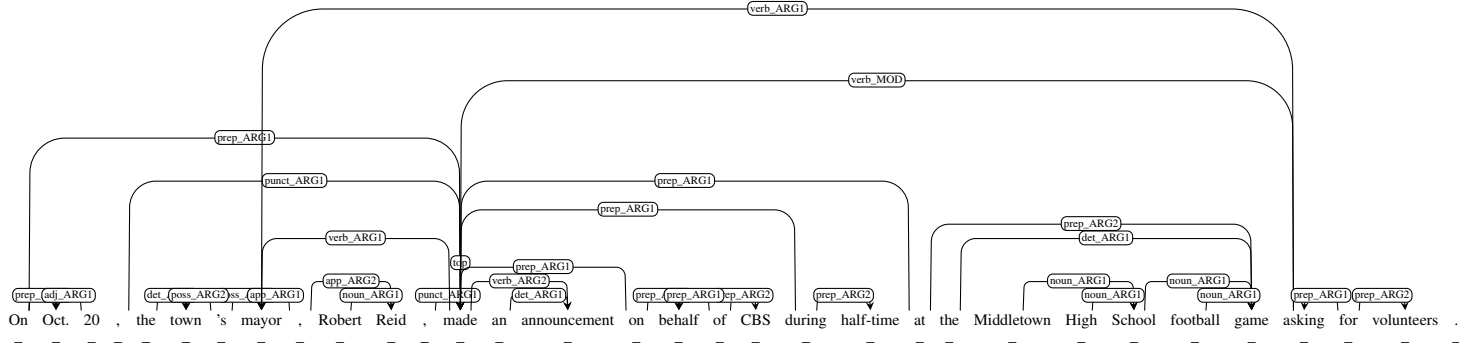 verb_ARG1
verb_MOD
prep_ARG1
punct_ARG1 prep_ARG1
prep_ARG1
prep_ARG2
verb_ARG1 det_ARG1
top prep_ARG1
app_ARG2 verb_ARG2 noun_ARG1 noun_ARG1
adj_ARG1 poss_ARG2 app_ARG1 noun_ARG1 punct_ARG1 det_ARG1 prep_ARG1 prep_ARG2 noun_ARG1 noun_ARG1 prep_ARG1 prep_ARG2
On Oct. 20 , the town 's mayor , Robert Reid , made an announcement on behalf of CBS during half-time at the Middletown High School football game asking for volunteers .
_ _ _ _ _ _ _ _ _ _ _ _ _ _ _ _ _ _ _ _ _ _ _ _ _ _ _ _ _ _ _ _